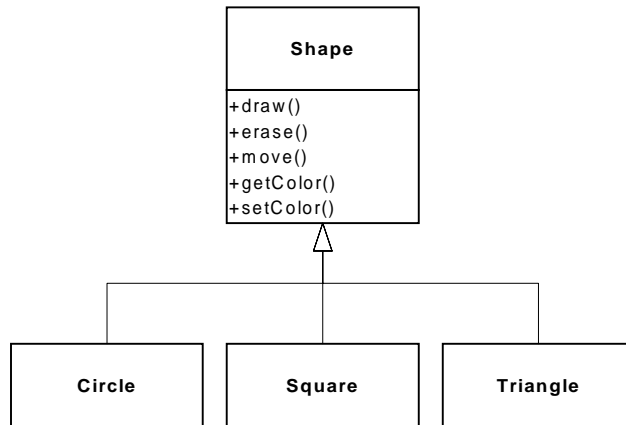 Shape
+draw()
+erase()
+move()
+getColor()
+setColor()
Circle
Square
Triangle